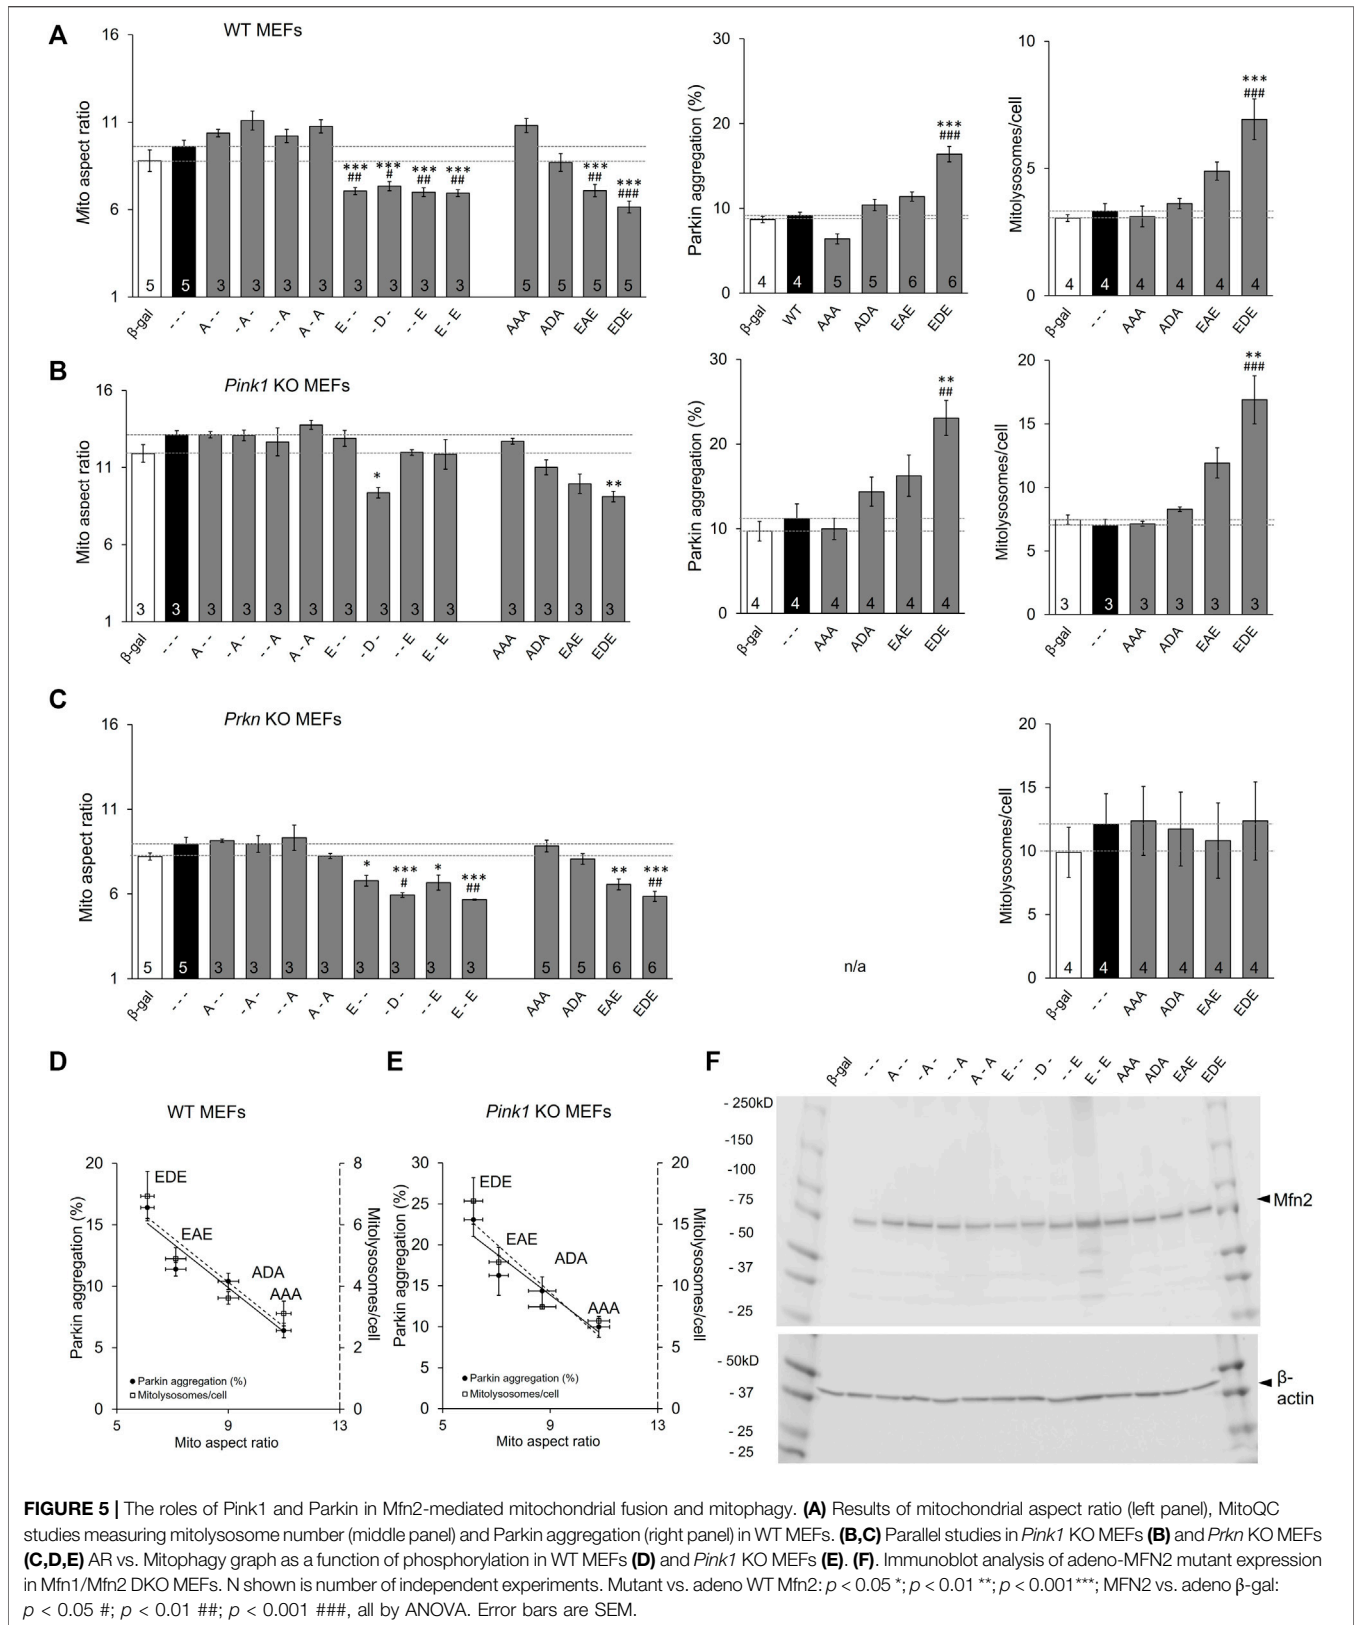 A
WT MEFs
Mito aspect ratio
16
11
6
1
*** ## *** # *** ## *** ##
*** ## *** ###
5 5 3 3 3 3 3 3 3 3 5 5 5 5
β-gal - - - A - - - A - - - A A - A E - - - D - - - E E - E AAA ADA EAE EDE
Parkin aggregation (%)
30
20
10
0
***
###
4 4 5 5 6 6
β-gal WT AAA ADA EAE EDE
Mitolysosomes/cell
10
5
0
***
###
4 4 4 4 4 4
β-gal - - - AAA ADA EAE EDE
B
Pink1 KO MEFs
Mito aspect ratio
16
11
6
1
* **
3 3 3 3 3 3 3 3 3 3 3 3 3 3
β-gal - - - A - - - A - - - A A - A E - - - D - - - E E - E AAA ADA EAE EDE
Parkin aggregation (%)
30
20
10
0
**
##
4 4 4 4 4 4
β-gal - - - AAA ADA EAE EDE
Mitolysosomes/cell
20
15
10
5
0
**
###
3 3 3 3 3 3
β-gal - - - AAA ADA EAE EDE
C
Prkn KO MEFs
Mito aspect ratio
16
11
6
1
* *** # * *** ##
** *** ##
5 5 3 3 3 3 3 3 3 3 5 5 6 6
β-gal - - - A - - - A - - - A A - A E - - - D - - - E E - E AAA ADA EAE EDE
n/a
Mitolysosomes/cell
20
15
10
5
0
4 4 4 4 4 4
β-gal - - - AAA ADA EAE EDE
D
WT MEFs
Parkin aggregation (%)
20
15
10
5
0
EDE
EAE
ADA
AAA
Parkin aggregation (%)
Mitolysosomes/cell
8
6
4
2
0
Mitolysosomes/cell
5 9 13
Mito aspect ratio
E
Pink1 KO MEFs
Parkin aggregation (%)
30
25
20
15
10
5
0
EDE
EAE
ADA
AAA
Parkin aggregation (%)
Mitolysosomes/cell
20
15
10
5
0
Mitolysosomes/cell
5 9 13
Mito aspect ratio
F
β-gal - - - A - - - A - - - A A - A E - - - D - - - E E - E AAA ADA EAE EDE
- 250kD
-150
-100
- 75
- 50
- 37
- 25
Mfn2
- 50kD
- 37
- 25
- 25
β-
actin
FIGURE 5 | The roles of Pink1 and Parkin in Mfn2-mediated mitochondrial fusion and mitophagy. (A) Results of mitochondrial aspect ratio (left panel), MitoQC
studies measuring mitolysosome number (middle panel) and Parkin aggregation (right panel) in WT MEFs. (B,C) Parallel studies in Pink1 KO MEFs (B) and Prkn KO MEFs
(C,D,E) AR vs. Mitophagy graph as a function of phosphorylation in WT MEFs (D) and Pink1 KO MEFs (E). (F). Immunoblot analysis of adeno-MFN2 mutant expression
in Mfn1/Mfn2 DKO MEFs. N shown is number of independent experiments. Mutant vs. adeno WT Mfn2: p < 0.05 *; p < 0.01 **; p < 0.001***; MFN2 vs. adeno β-gal:
p < 0.05 #; p < 0.01 ##; p < 0.001 ###, all by ANOVA. Error bars are SEM.